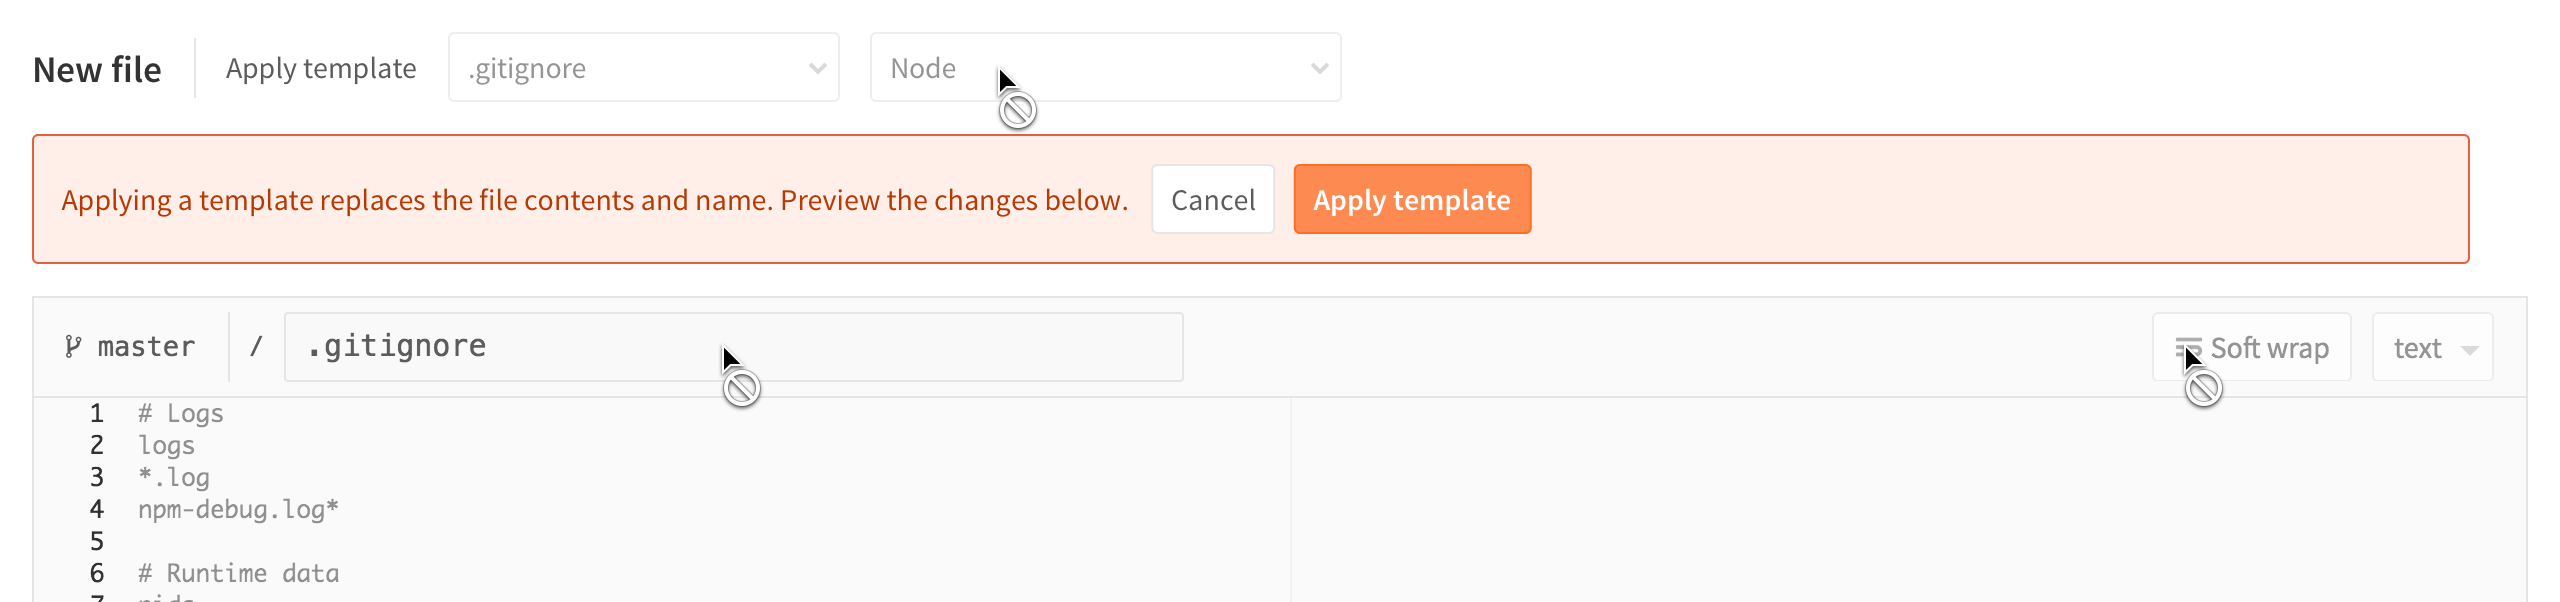 New file
Apply template
.gitignore
Node
Applying a template replaces the file contents and name. Preview the changes below.
Cancel
Apply template
master
/
.gitignore
Soft wrap
text
1 # Logs
2 logs
3 *.log
4 npm-debug.log*
5
6 # Runtime data